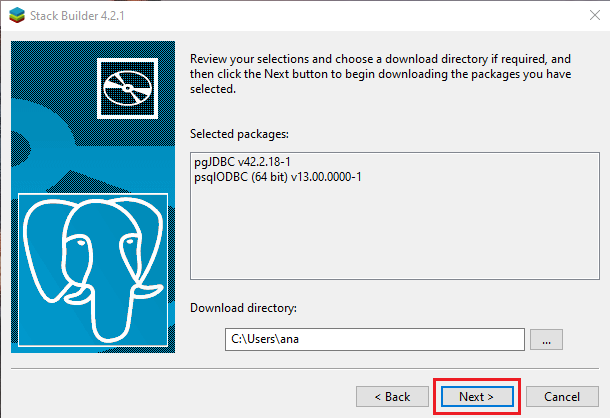 Stack Builder 4.2.1
Review your selections and choose a download directory if required, and
then click the Next button to begin downloading the packages you have
selected.
Selected packages:
pgJDBC v42.2.18-1
psqlODBC (64 bit) v13.00.0000-1
Download directory:
C:\Users\ana
...
< Back
Next >
Cancel